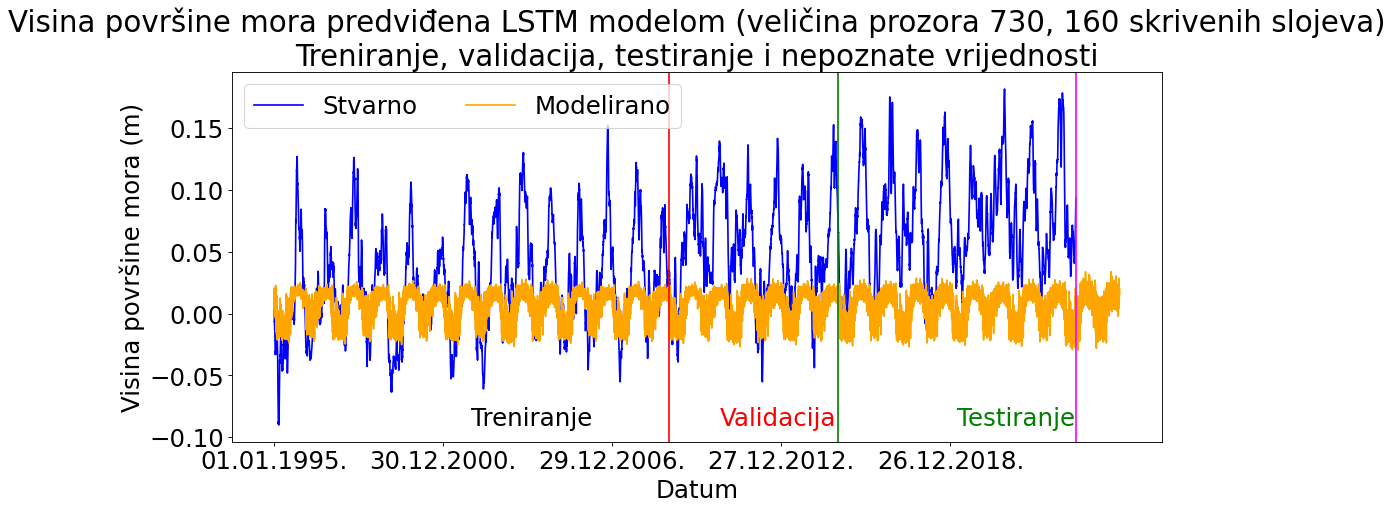 Visina površine mora predviđena LSTM modelom (veličina prozora 730, 160 skrivenih slojeva)
Treniranje, validacija, testiranje i nepoznate vrijednosti
Stvarno
Modelirano
Visina površine mora (m)
0.15
0.10
0.05
0.00
−0.05
−0.10
Treniranje
Validacija
Testiranje
01.01.1995.
30.12.2000.
29.12.2006.
27.12.2012.
26.12.2018.
Datum